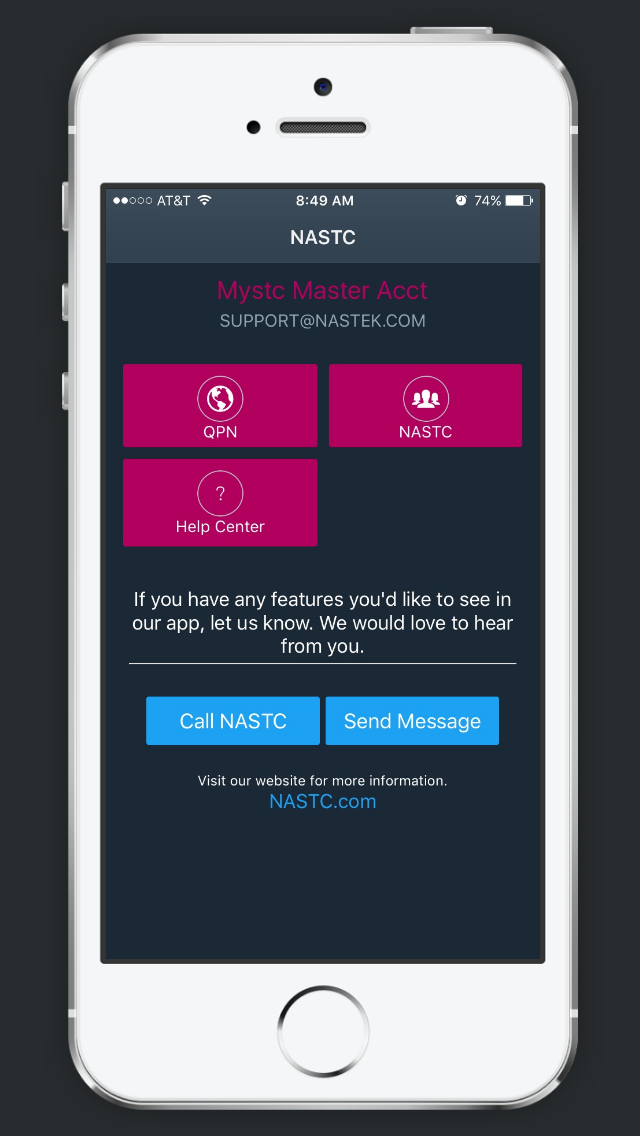 AT&T 8:49 AM 74%
NASTC
Mystc Master Acct
SUPPORT@NASTEK.COM
QPN NASTC
?
Help Center
If you have any features you'd like to see in
our app, let us know. We would love to hear
from you.
Call NASTC Send Message
Visit our website for more information.
NASTC.com